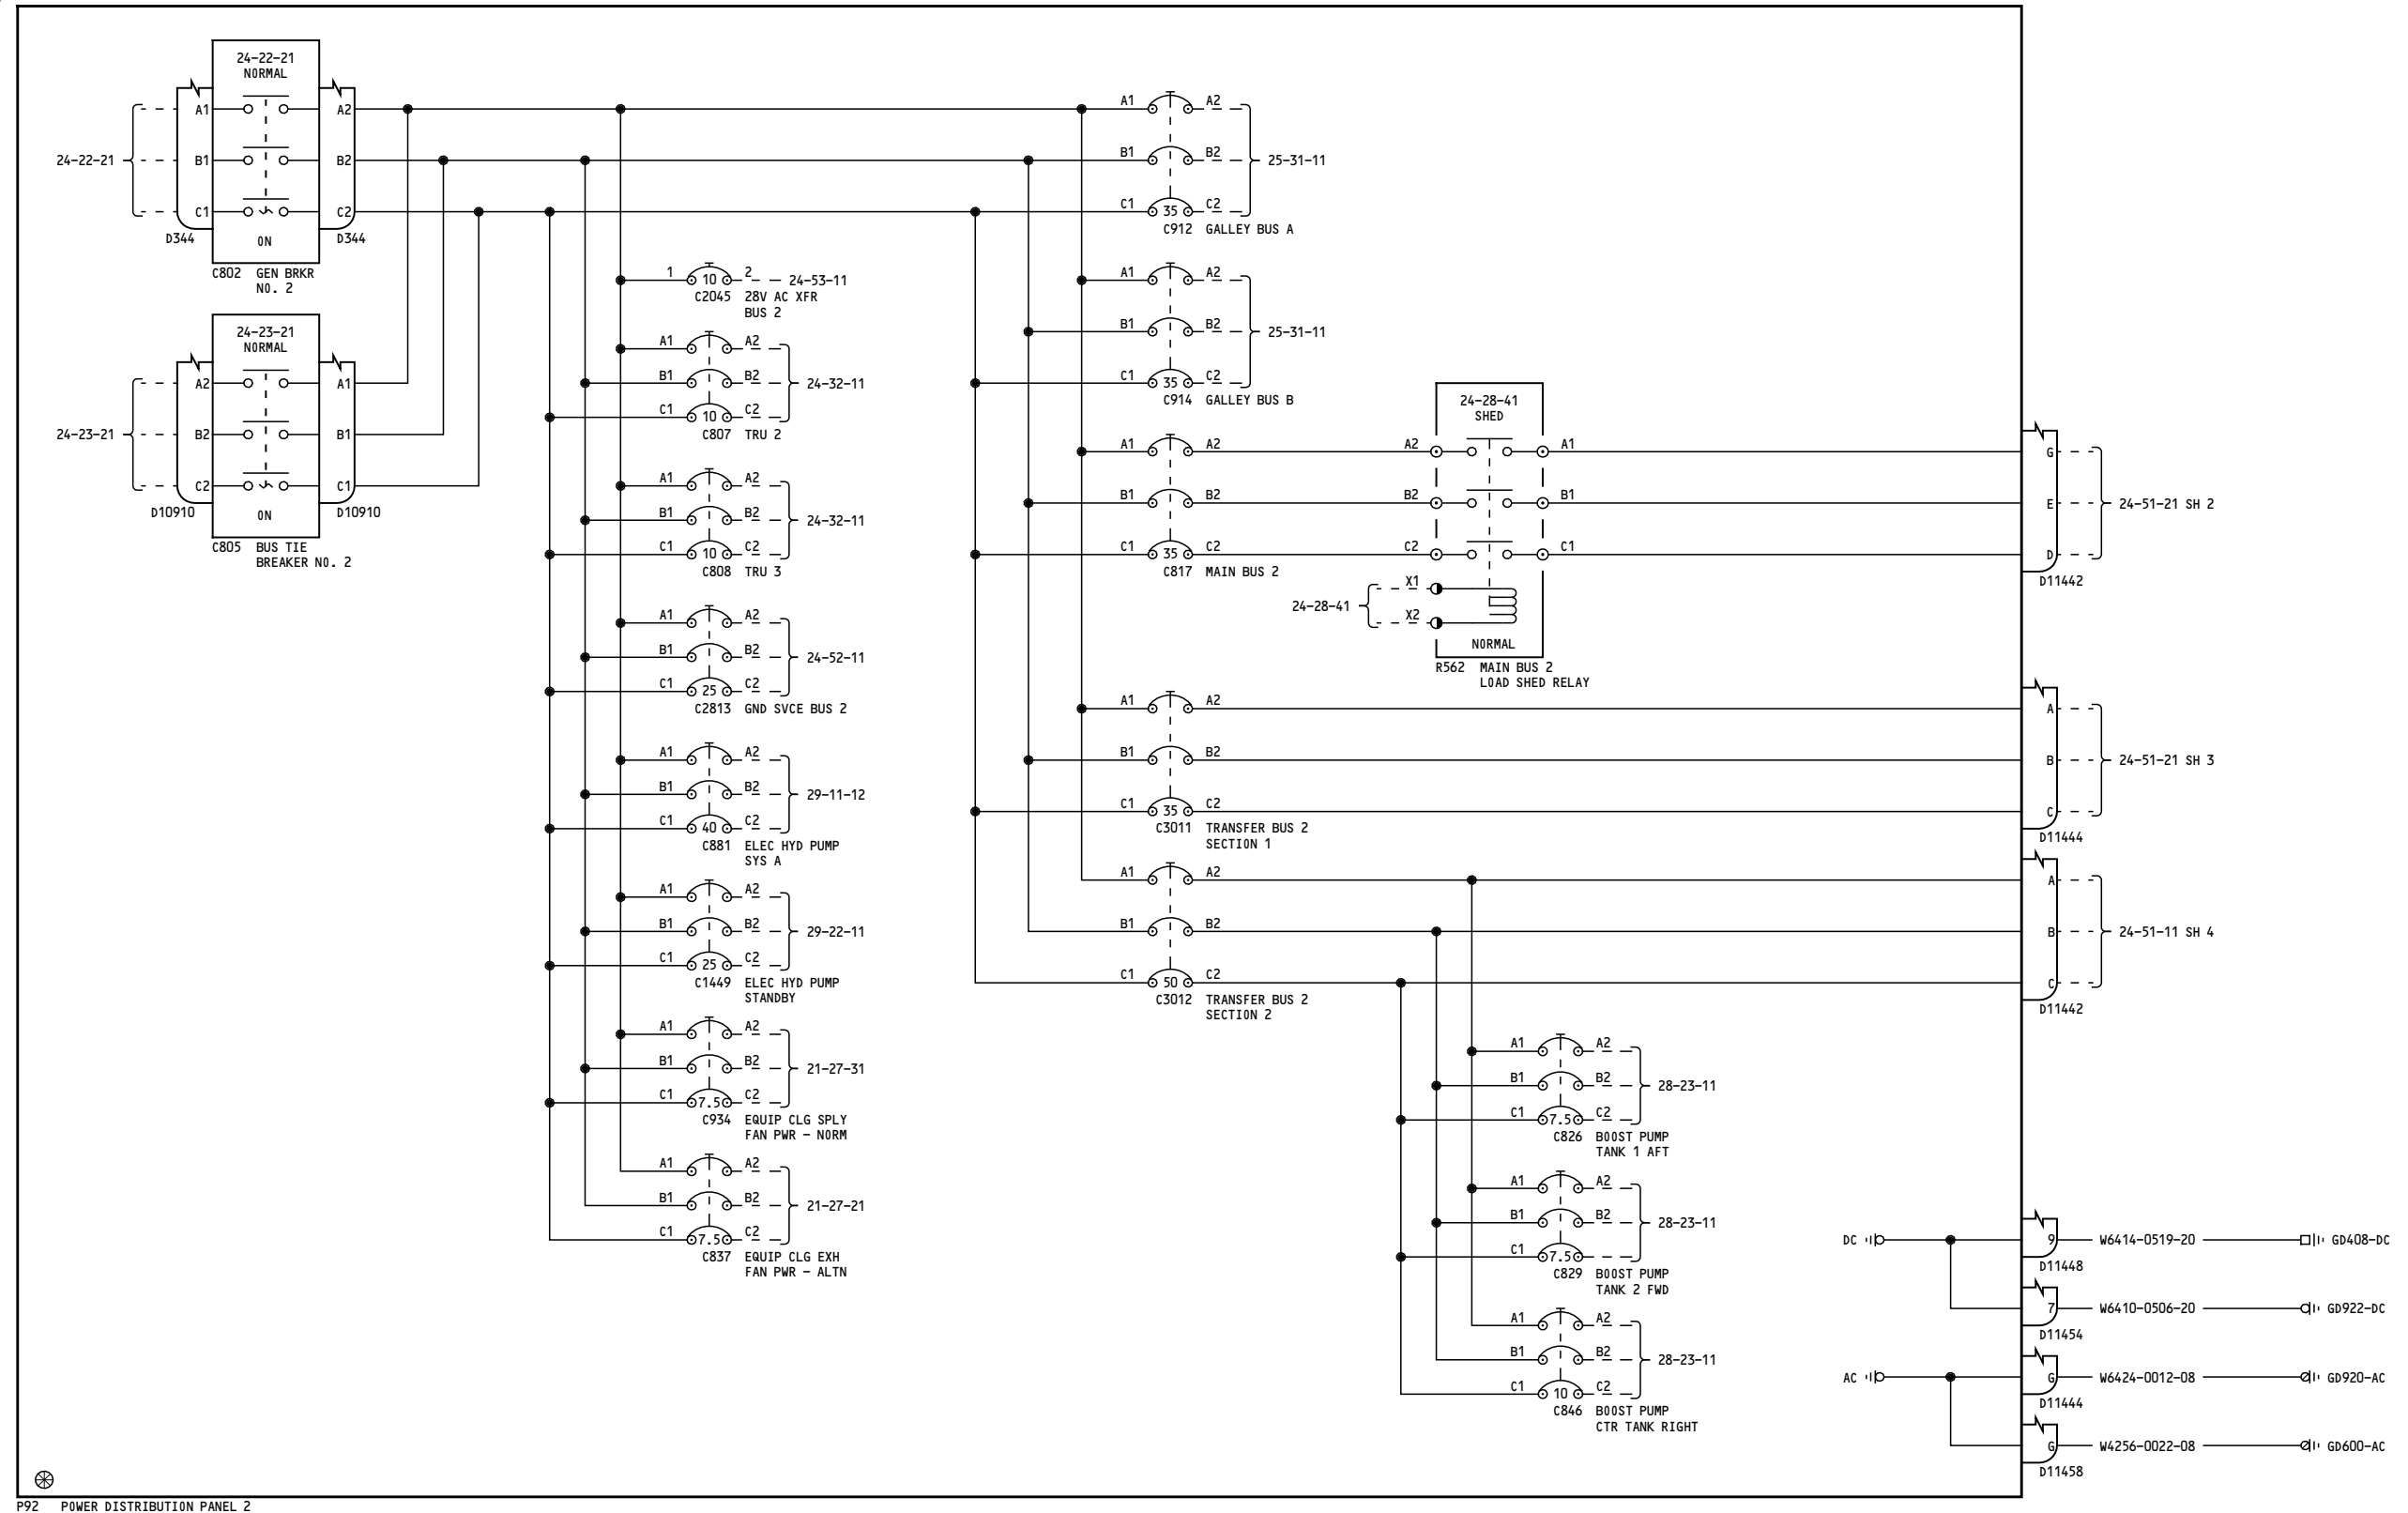 24-22-21
NORMAL
A1 A2
24-22-21 B1 B2
C1 C2
D344 ON D344
C802 GEN BRKR
NO. 2
24-23-21
NORMAL
A2 A1
24-23-21 B2 B1
C2 C1
D10910 ON D10910
C805 BUS TIE
BREAKER NO. 2
1 10 2 24-53-11
C2045 28V AC XFR
BUS 2
A1 A2
B1 B2 24-32-11
C1 10 C2
C807 TRU 2
A1 A2
B1 B2 24-32-11
C1 10 C2
C808 TRU 3
A1 A2
B1 B2 24-52-11
C1 25 C2
C2813 GND SVCE BUS 2
A1 A2
B1 B2 29-11-12
C1 40 C2
C881 ELEC HYD PUMP
SYS A
A1 A2
B1 B2 29-22-11
C1 25 C2
C1449 ELEC HYD PUMP
STANDBY
A1 A2
B1 B2 21-27-31
C1 7.5 C2
C934 EQUIP CLG SPLY
FAN PWR - NORM
A1 A2
B1 B2 21-27-21
C1 7.5 C2
C837 EQUIP CLG EXH
FAN PWR - ALTN
A1 A2
B1 B2 25-31-11
C1 35 C2
C912 GALLEY BUS A
A1 A2
B1 B2 25-31-11
C1 35 C2
C914 GALLEY BUS B
A1 A2
B1 B2
C1 35 C2
C817 MAIN BUS 2
24-28-41
SHED
A2 A1
B2 B1
C2 C1
X1
24-28-41
X2
NORMAL
R562 MAIN BUS 2
LOAD SHED RELAY
G
E 24-51-21 SH 2
D
D11442
A1 A2
B1 B2
C1 35 C2
C3011 TRANSFER BUS 2
SECTION 1
A
B 24-51-21 SH 3
C
D11444
A1 A2
B1 B2
C1 50 C2
C3012 TRANSFER BUS 2
SECTION 2
A
B 24-51-11 SH 4
C
D11442
A1 A2
B1 B2 28-23-11
C1 7.5 C2
C826 BOOST PUMP
TANK 1 AFT
A1 A2
B1 B2 28-23-11
C1 7.5 C2
C829 BOOST PUMP
TANK 2 FWD
A1 A2
B1 B2 28-23-11
C1 10 C2
C846 BOOST PUMP
CTR TANK RIGHT
DC 9 W6414-0519-20 GD408-DC
D11448
7 W6410-0506-20 GD922-DC
D11454
AC G W6424-0012-08 GD920-AC
D11444
G W4256-0022-08 GD600-AC
D11458
P92 POWER DISTRIBUTION PANEL 2